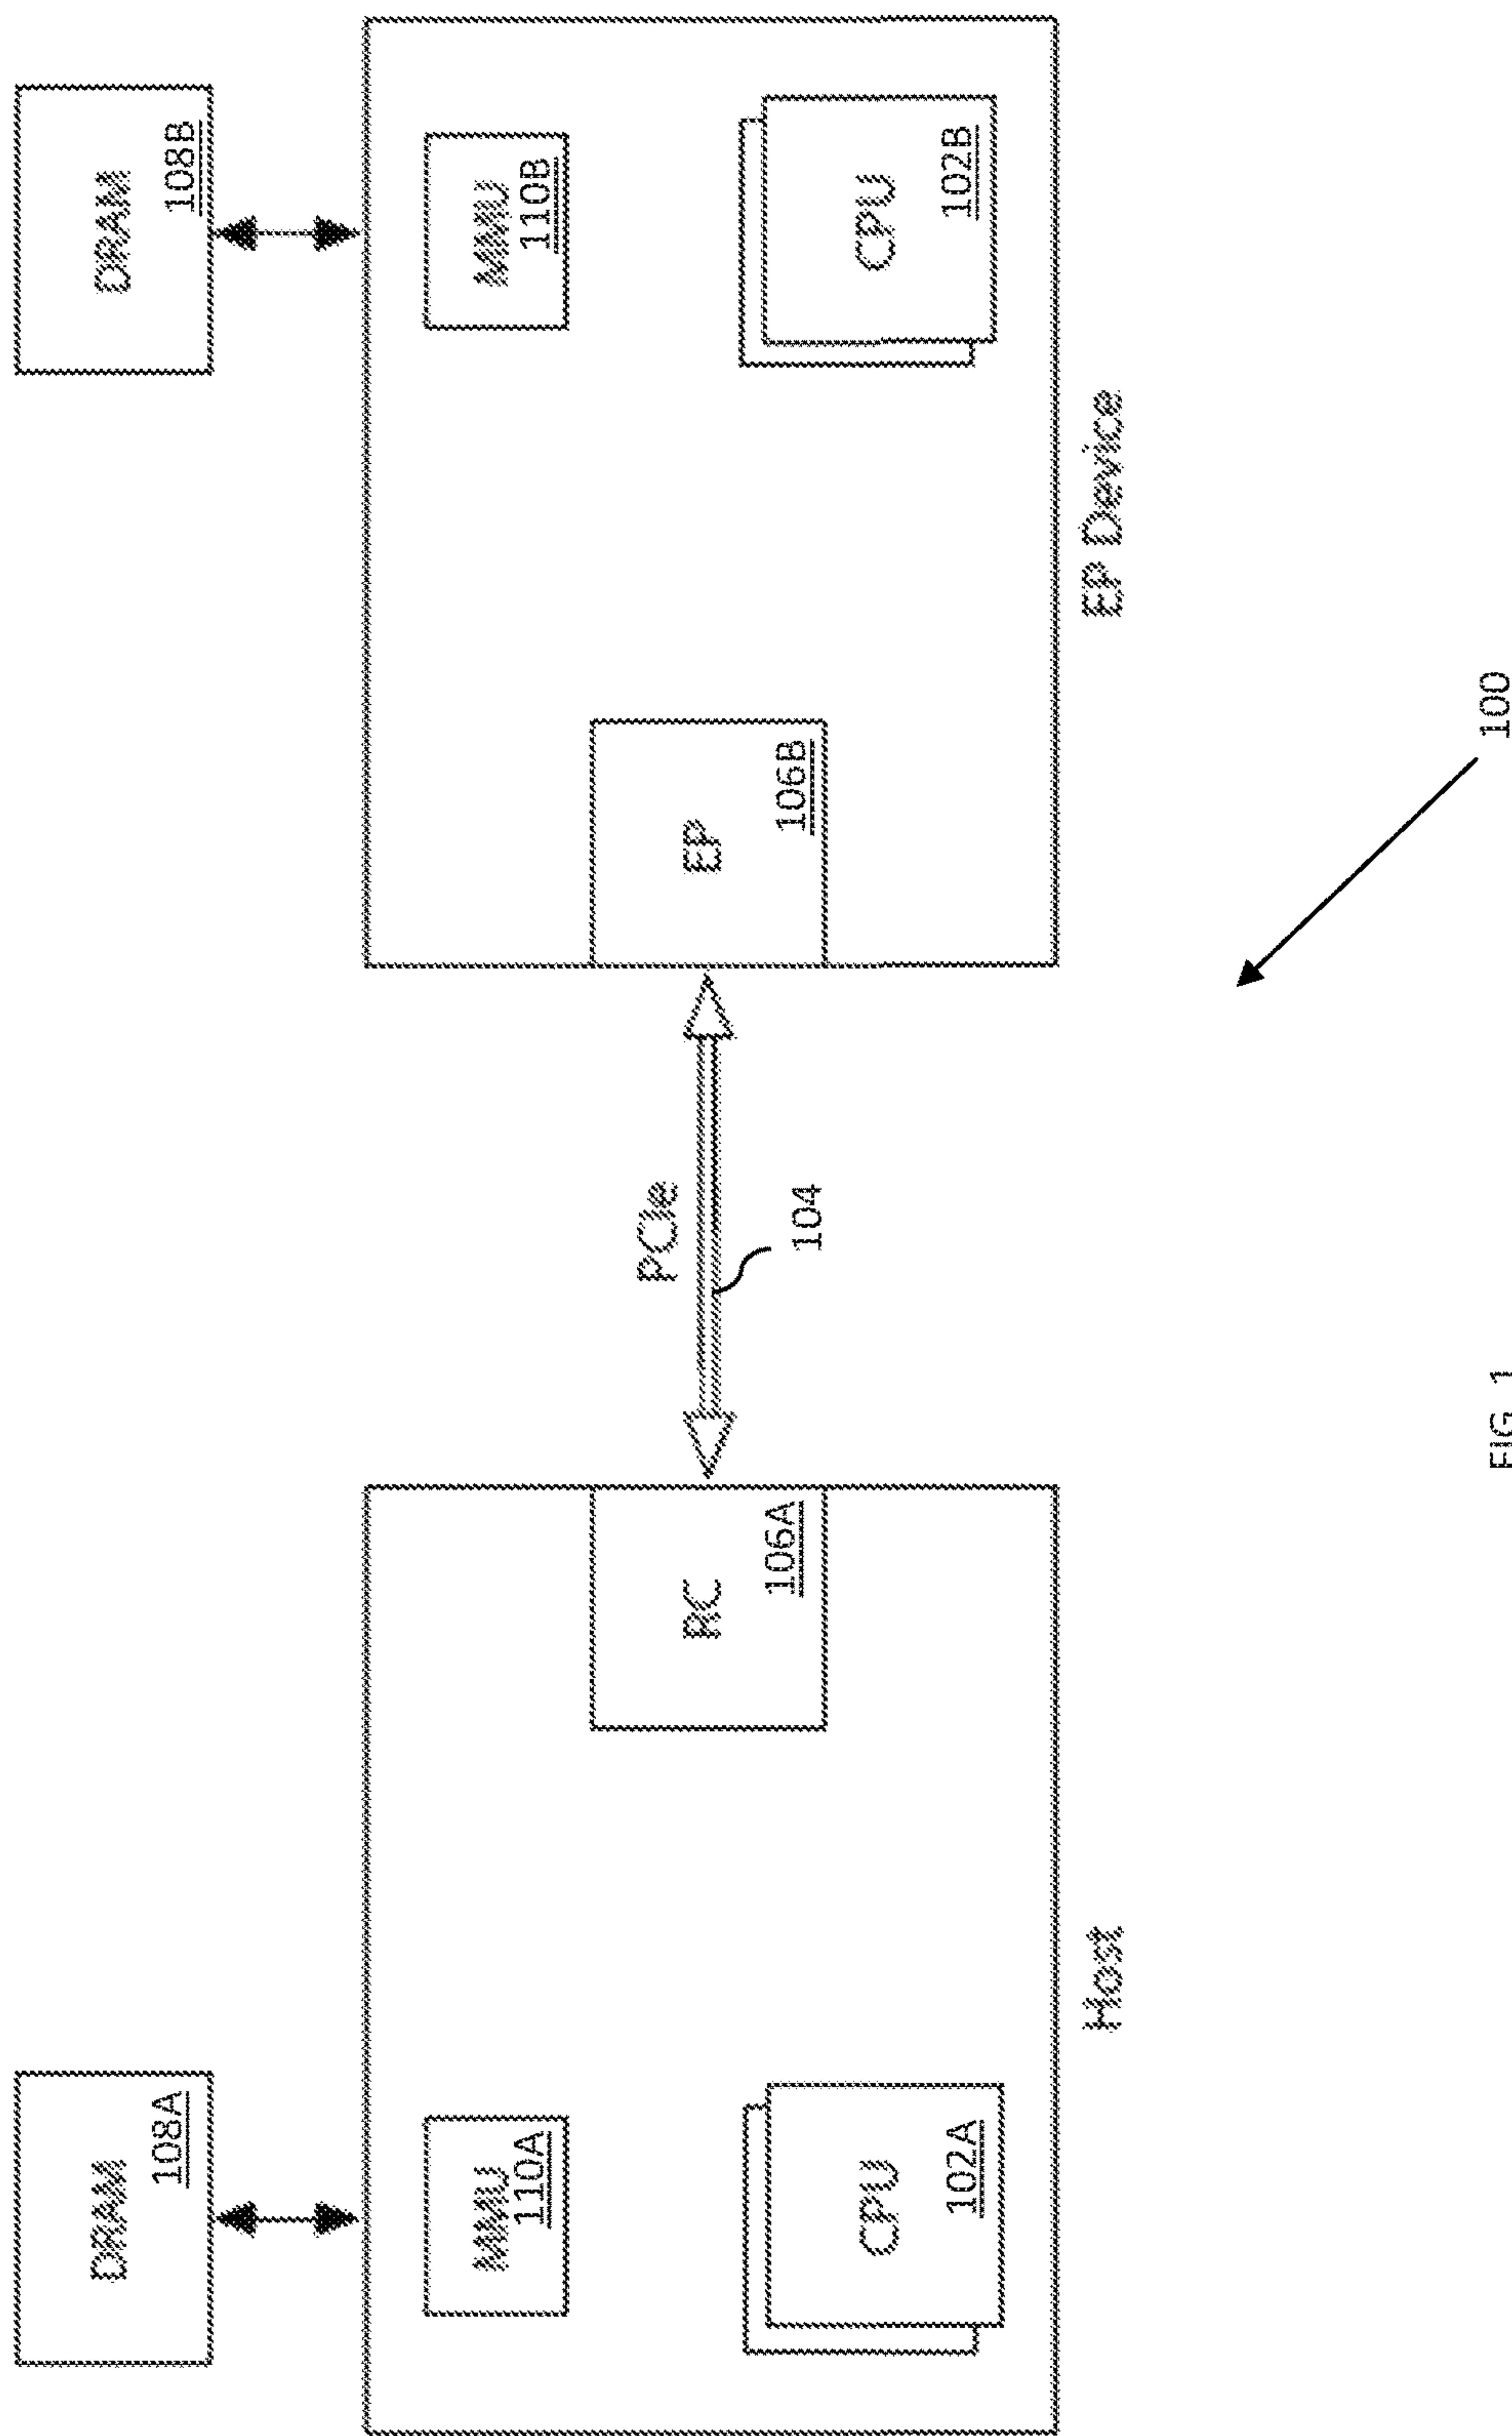 DRAM
108A
DRAM
108B
MMU
110A
MMU
110B
PCIe
RC
106A
EP
106B
104
CPU
102A
CPU
102B
Host
EP Device
100
FIG. 1